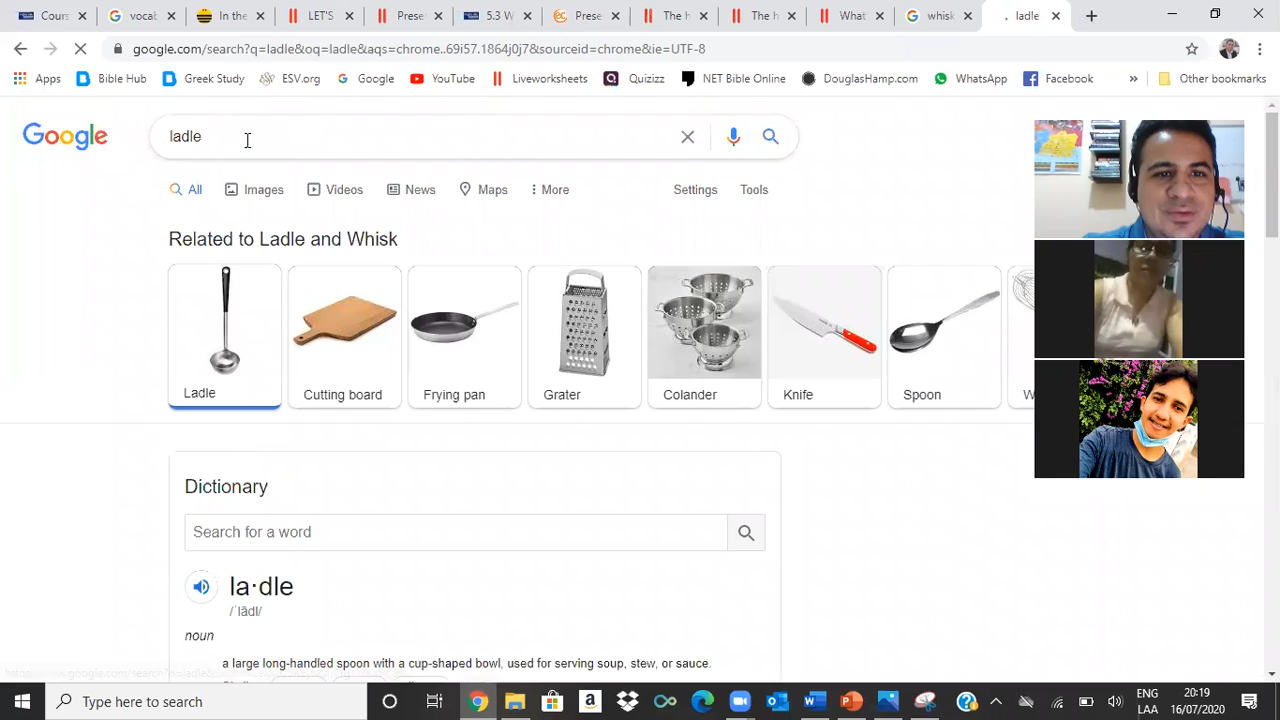 Cours
vocab
In the
LET'S
Prese
5.3 W
Prese
The h
The h
What
whisk
ladle
google.com/search?q=ladle&oq=ladle&aqs=chrome..69i57.1864j0j7&sourceid=chrome&ie=UTF-8
Apps
Bible Hub
Greek Study
ESV.org
Google
YouTube
Liveworksheets
Quizizz
NET Bible Online
DouglasHamp.com
WhatsApp
Facebook
»
Other bookmarks
Google
ladle
All
Images
Videos
News
Maps
More
Settings
Tools
Related to Ladle and Whisk
Ladle
Cutting board
Frying pan
Grater
Colander
Knife
Spoon
W
Dictionary
Search for a word
la·dle
/ˈlādl/
noun
a large long-handled spoon with a cup-shaped bowl, used for serving soup, stew, or sauce.
Type here to search
ENG
LAA
20:19
16/07/2020